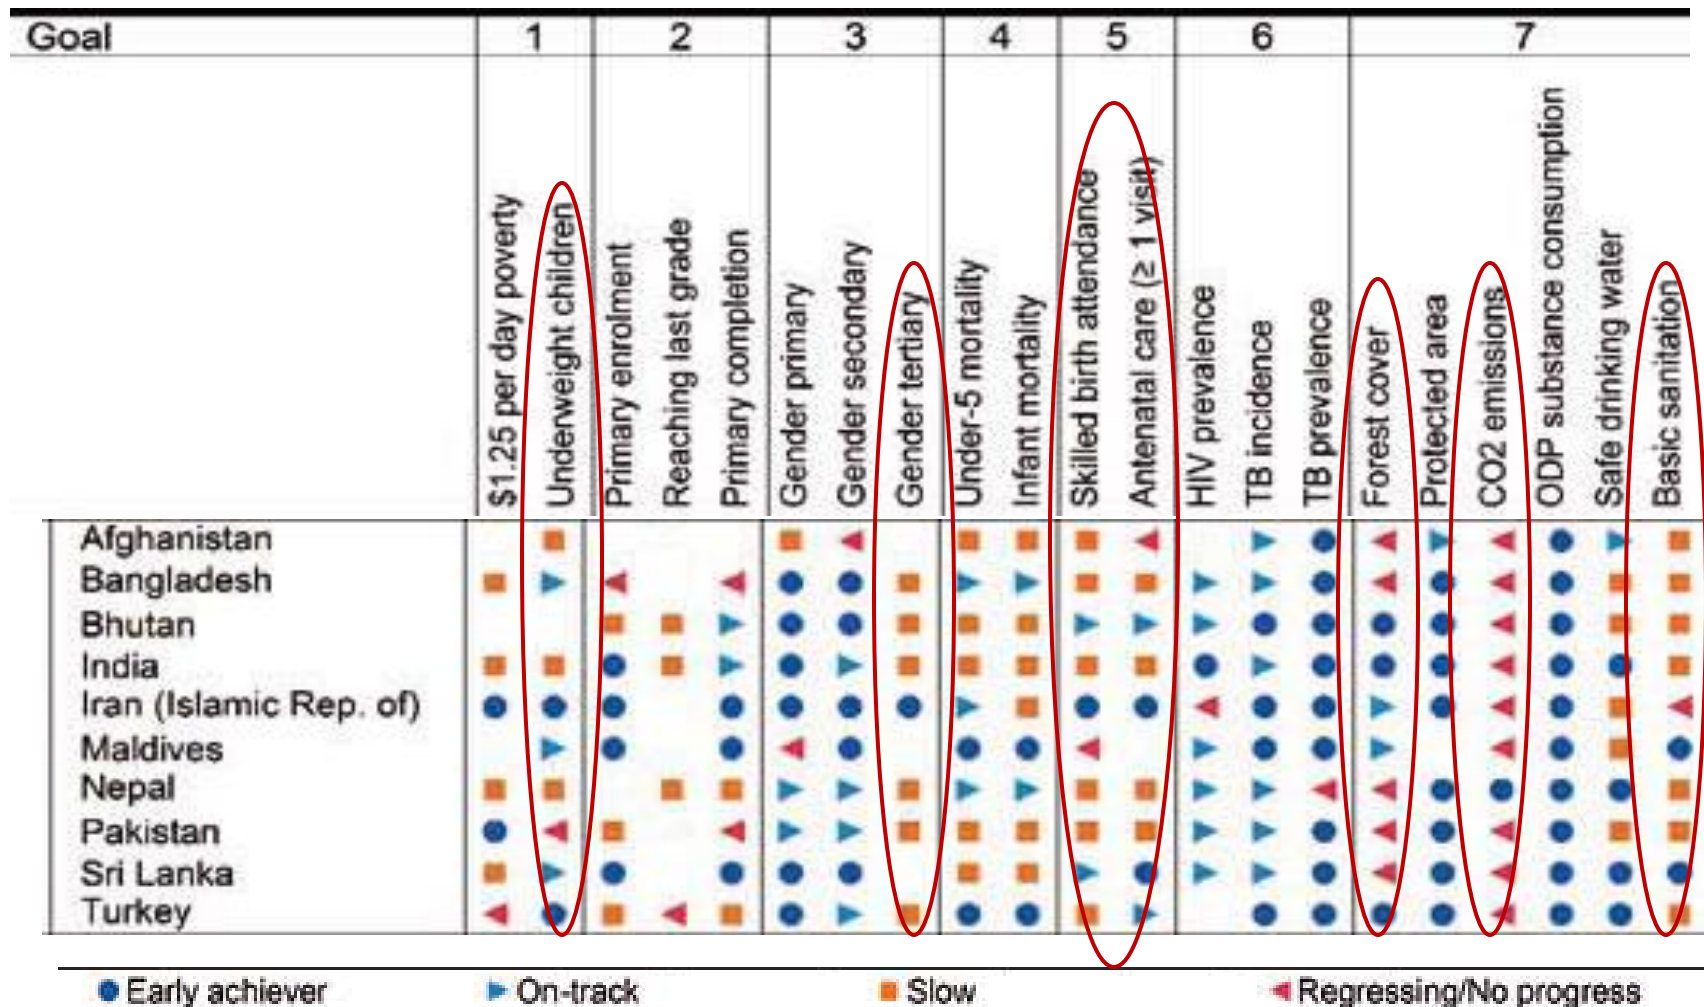 Goal 1 2 3 4 5 6 7
$1.25 per day poverty
Underweight children
Primary enrolment
Reaching last grade
Primary completion
Gender primary
Gender secondary
Gender tertiary
Under-5 mortality
Infant mortality
Skilled birth attendance
Antenatal care (≥ 1 visit)
HIV prevalence
TB incidence
TB prevalence
Forest cover
Protected area
CO2 emissions
ODP substance consumption
Safe drinking water
Basic sanitation
Afghanistan
Bangladesh
Bhutan
India
Iran (Islamic Rep. of)
Maldives
Nepal
Pakistan
Sri Lanka
Turkey
Early achiever On-track Slow Regressing/No progress